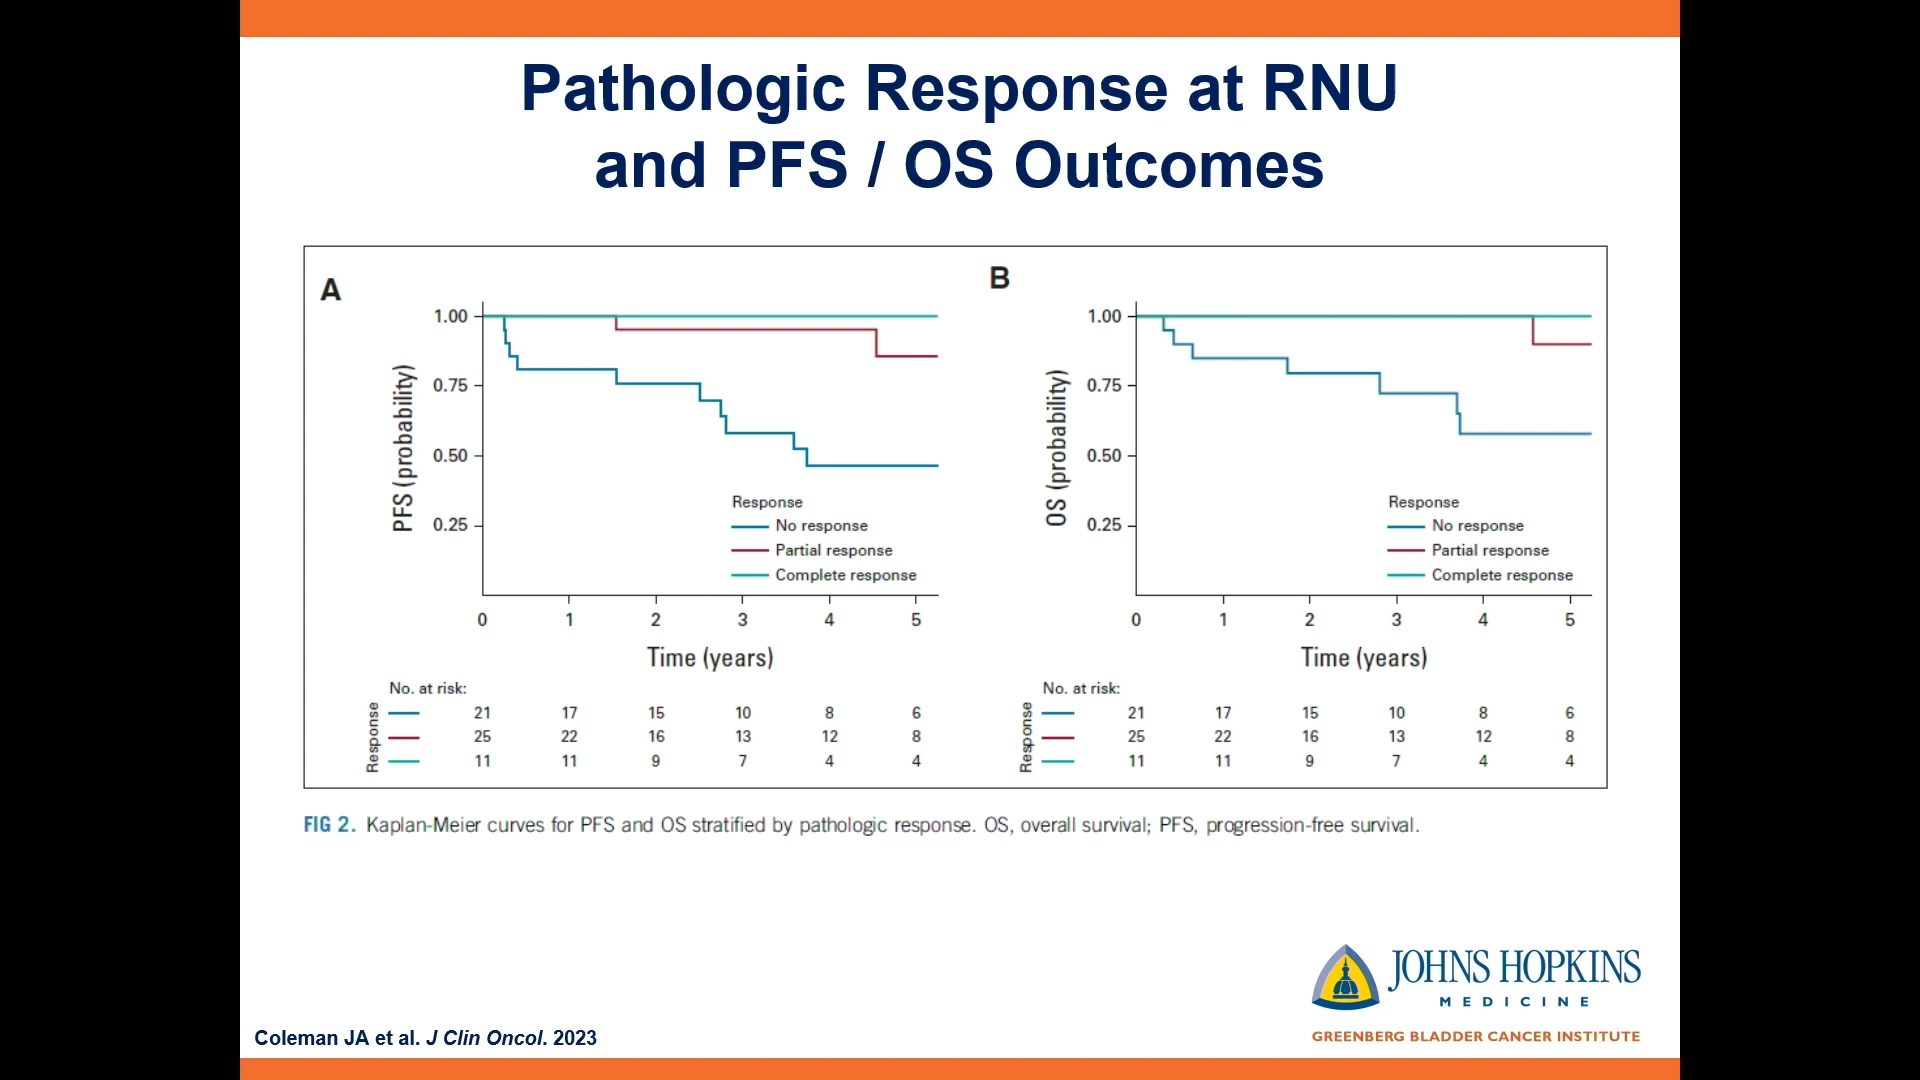 Pathologic Response at RNU
and PFS / OS Outcomes
A
PFS (probability)
1.00
0.75
0.50
0.25
Response
No response
Partial response
Complete response
0 1 2 3 4 5
Time (years)
No. at risk:
Response
21 17 15 10 8 6
25 22 16 13 12 8
11 11 9 7 4 4
B
OS (probability)
1.00
0.75
0.50
0.25
Response
No response
Partial response
Complete response
0 1 2 3 4 5
Time (years)
No. at risk:
Response
21 17 15 10 8 6
25 22 16 13 12 8
11 11 9 7 4 4
FIG 2. Kaplan-Meier curves for PFS and OS stratified by pathologic response. OS, overall survival; PFS, progression-free survival.
JOHNS HOPKINS
MEDICINE
GREENBERG BLADDER CANCER INSTITUTE
Coleman JA et al. J Clin Oncol. 2023